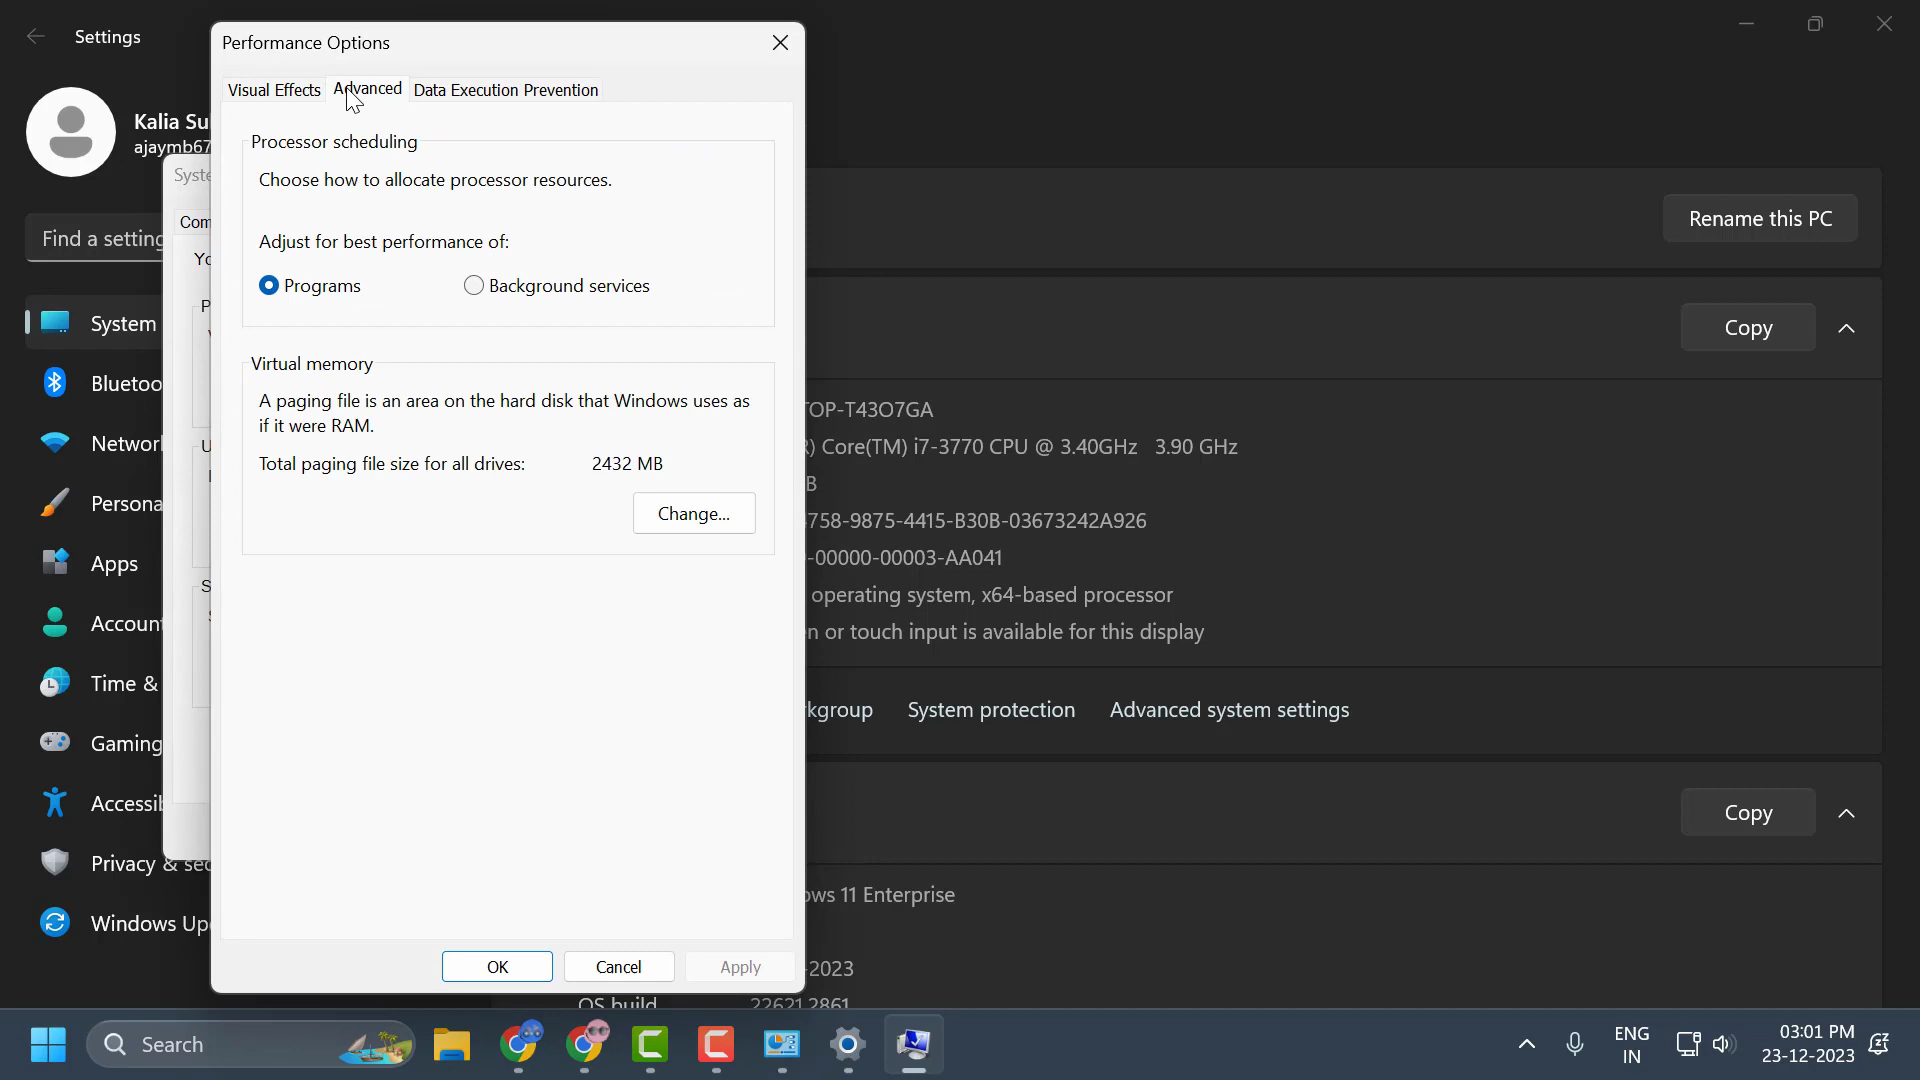 Settings
Performance Options
Visual Effects
Advanced
Data Execution Prevention
Kalia Su
ajaymb67
Find a setting
System
Bluetoo
Networ
Persona
Apps
Accoun
Time &
Gaming
Accessib
Privacy & sec
Windows Up
Syste
Com
Yo
P
U
S
Processor scheduling
Choose how to allocate processor resources.
Adjust for best performance of:
Programs
Background services
Virtual memory
A paging file is an area on the hard disk that Windows uses as
if it were RAM.
Total paging file size for all drives: 2432 MB
Change...
OK
Cancel
Apply
Rename this PC
Copy
TOP-T43O7GA
R) Core(TM) i7-3770 CPU @ 3.40GHz 3.90 GHz
B
758-9875-4415-B30B-03673242A926
-00000-00003-AA041
operating system, x64-based processor
n or touch input is available for this display
kgroup
System protection
Advanced system settings
Copy
ows 11 Enterprise
-2023
OS build 22621.2861
Search
ENG
IN
03:01 PM
23-12-2023